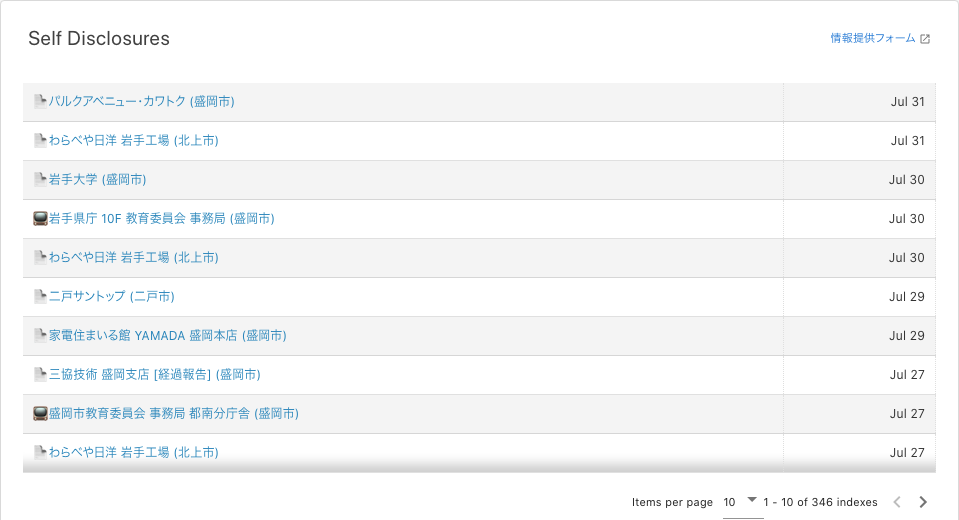 Self Disclosures
情報提供フォーム
パルクアベニュー・カワトク (盛岡市) Jul 31
わらべや日洋 岩手工場 (北上市) Jul 31
岩手大学 (盛岡市) Jul 30
岩手県庁 10F 教育委員会 事務局 (盛岡市) Jul 30
わらべや日洋 岩手工場 (北上市) Jul 30
二戸サントップ (二戸市) Jul 29
家電住まいる館 YAMADA 盛岡本店 (盛岡市) Jul 29
三協技術 盛岡支店 [経過報告] (盛岡市) Jul 27
盛岡市教育委員会 事務局 都南分庁舎 (盛岡市) Jul 27
わらべや日洋 岩手工場 (北上市) Jul 27
Items per page 10 1 - 10 of 346 indexes